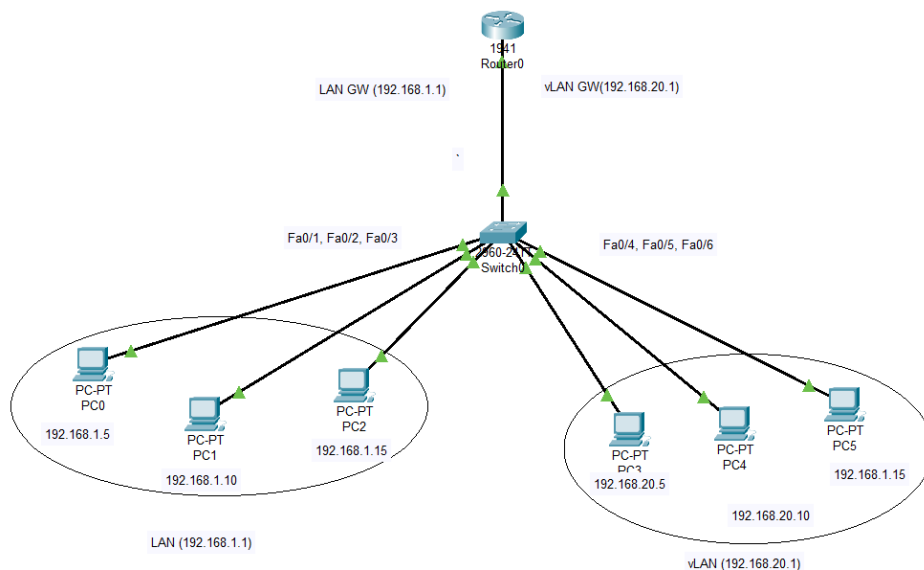 1941
Router0
LAN GW (192.168.1.1)
vLAN GW(192.168.20.1)
`
Fa0/1, Fa0/2, Fa0/3
Fa0/4, Fa0/5, Fa0/6
2960-24TT
Switch0
PC-PT
PC0
192.168.1.5
PC-PT
PC1
192.168.1.10
PC-PT
PC2
192.168.1.15
PC-PT
PC3
192.168.20.5
PC-PT
PC4
192.168.20.10
PC-PT
PC5
192.168.1.15
LAN (192.168.1.1)
vLAN (192.168.20.1)